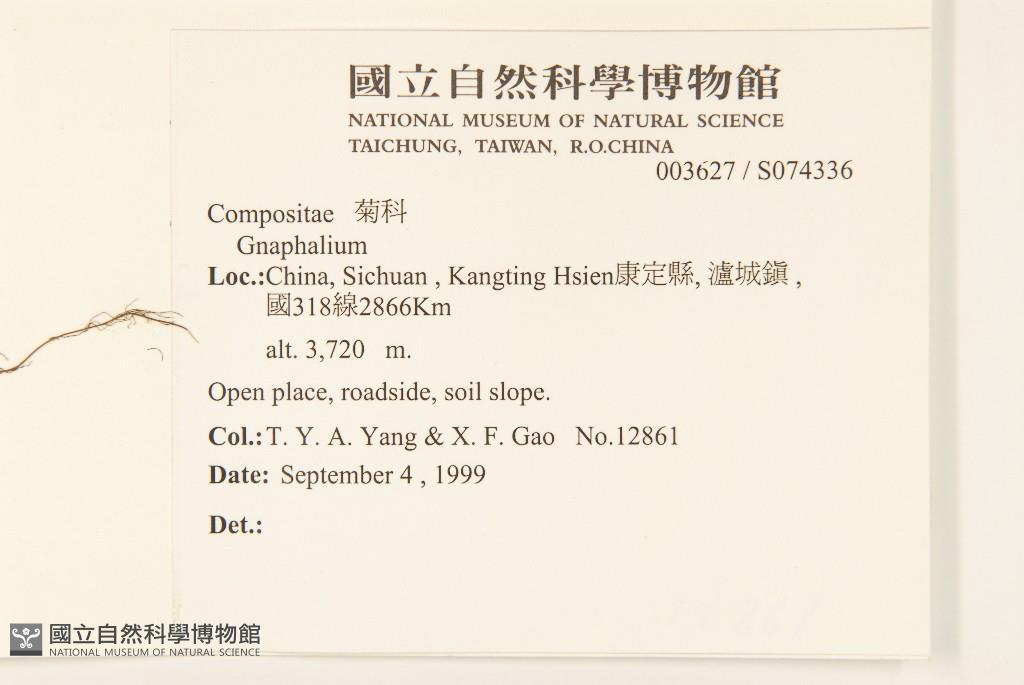 國立自然科學博物館
NATIONAL MUSEUM OF NATURAL SCIENCE
TAICHUNG, TAIWAN, R.O.CHINA
003627 / S074336
Compositae 菊科
Gnaphalium
Loc.:China, Sichuan , Kangting Hsien康定縣, 瀘城鎮 ,
國318線2866Km
alt. 3,720 m.
Open place, roadside, soil slope.
Col.: T. Y. A. Yang & X. F. Gao No.12861
Date: September 4 , 1999
Det.:
國立自然科學博物館
NATIONAL MUSEUM OF NATURAL SCIENCE